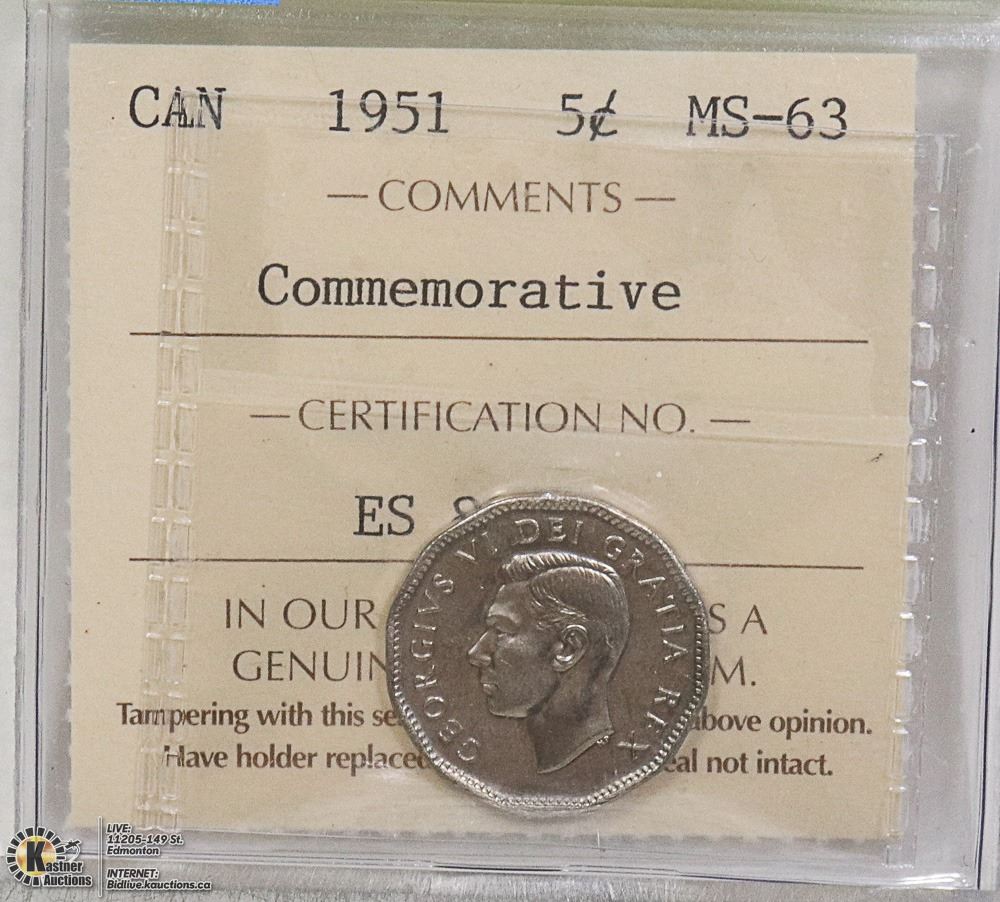 CAN 1951 5¢ MS-63
— COMMENTS —
Commemorative
— CERTIFICATION NO. —
ES
GEORGIVS VI DEI GRATIA REX
IN OUR S A
GENUIN M.
Tampering with this se bove opinion.
Have holder replaced eal not intact.
Kastner
Auctions
LIVE:
11205-149 St.
Edmonton
INTERNET:
Bidlive.kauctions.ca